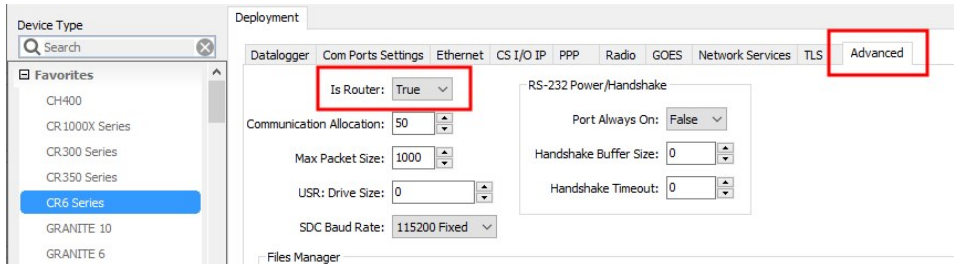 Device Type
Search
Favorites
CH400
CR1000X Series
CR300 Series
CR350 Series
CR6 Series
GRANITE 10
GRANITE 6
Deployment
Datalogger Com Ports Settings Ethernet CS I/O IP PPP Radio GOES Network Services TLS Advanced
Is Router: True
Communication Allocation: 50
Max Packet Size: 1000
USR: Drive Size: 0
SDC Baud Rate: 115200 Fixed
RS-232 Power/Handshake
Port Always On: False
Handshake Buffer Size: 0
Handshake Timeout: 0
Files Manager